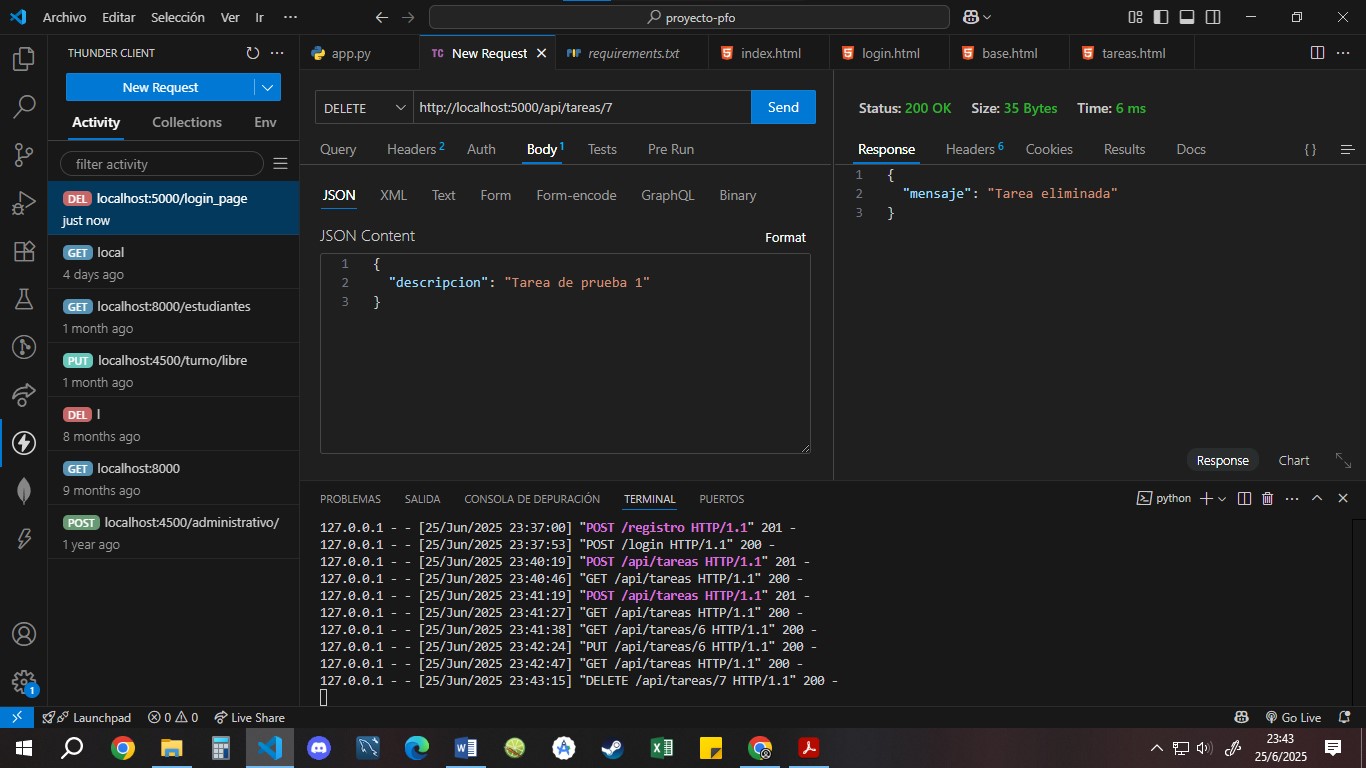 Archivo Editar Selección Ver Ir ···
proyecto-pfo
THUNDER CLIENT
New Request
Activity Collections Env
filter activity
DEL localhost:5000/login_page
just now
GET local
4 days ago
GET localhost:8000/estudiantes
1 month ago
PUT localhost:4500/turno/libre
1 month ago
DEL l
8 months ago
GET localhost:8000
9 months ago
POST localhost:4500/administrativo/
1 year ago
app.py
TC New Request
requirements.txt
index.html
login.html
base.html
tareas.html
DELETE http://localhost:5000/api/tareas/7 Send
Query Headers 2 Auth Body 1 Tests Pre Run
JSON XML Text Form Form-encode GraphQL Binary
JSON Content Format
1 {
2 "descripcion": "Tarea de prueba 1"
3 }
Status: 200 OK Size: 35 Bytes Time: 6 ms
Response Headers 6 Cookies Results Docs { }
1 {
2 "mensaje": "Tarea eliminada"
3 }
Response Chart
PROBLEMAS SALIDA CONSOLA DE DEPURACIÓN TERMINAL PUERTOS
python
127.0.0.1 - - [25/Jun/2025 23:37:00] "POST /registro HTTP/1.1" 201 -
127.0.0.1 - - [25/Jun/2025 23:37:53] "POST /login HTTP/1.1" 200 -
127.0.0.1 - - [25/Jun/2025 23:40:19] "POST /api/tareas HTTP/1.1" 201 -
127.0.0.1 - - [25/Jun/2025 23:40:46] "GET /api/tareas HTTP/1.1" 200 -
127.0.0.1 - - [25/Jun/2025 23:41:19] "POST /api/tareas HTTP/1.1" 201 -
127.0.0.1 - - [25/Jun/2025 23:41:27] "GET /api/tareas HTTP/1.1" 200 -
127.0.0.1 - - [25/Jun/2025 23:41:38] "GET /api/tareas/6 HTTP/1.1" 200 -
127.0.0.1 - - [25/Jun/2025 23:42:24] "PUT /api/tareas/6 HTTP/1.1" 200 -
127.0.0.1 - - [25/Jun/2025 23:42:47] "GET /api/tareas HTTP/1.1" 200 -
127.0.0.1 - - [25/Jun/2025 23:43:15] "DELETE /api/tareas/7 HTTP/1.1" 200 -
1
Launchpad 0 0 Live Share
Go Live
23:43
25/6/2025